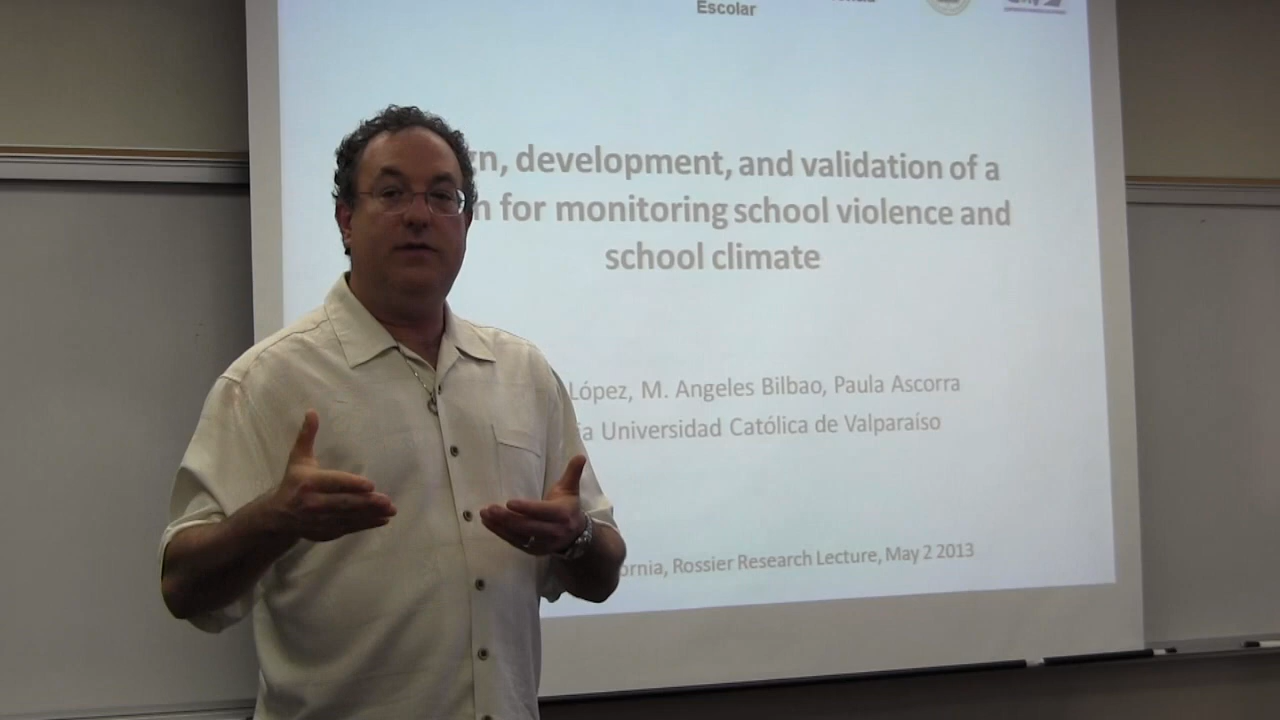 Escolar
development, and validation of a
for monitoring school violence and
school climate
López, M. Angeles Bilbao, Paula Ascorra
Universidad Católica de Valparaíso
Rossier Research Lecture, May 2 2013